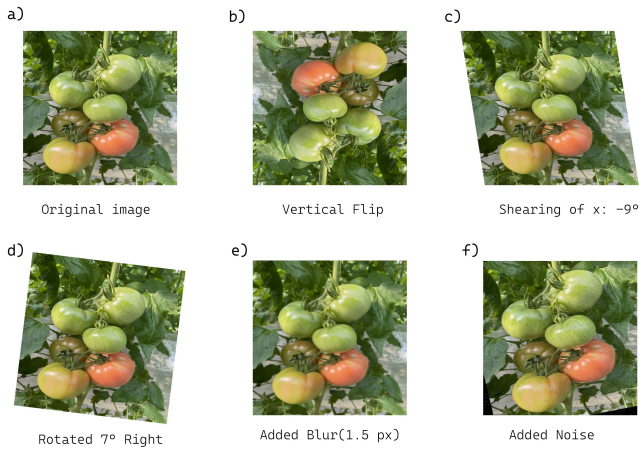 a)
b)
c)
Original image
Vertical Flip
Shearing of x: -9°
d)
e)
f)
Rotated 7° Right
Added Blur(1.5 px)
Added Noise